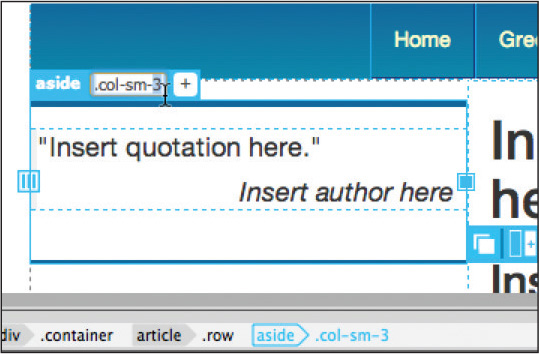 Home Gre
aside .col-sm-3 +
"Insert quotation here."
Insert author here
In
he
+
Ins
div .container article .row aside .col-sm-3